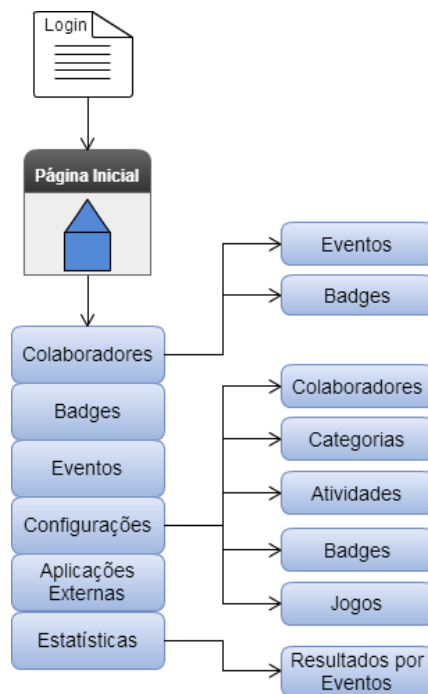 Login
Página Inicial
Eventos
Badges
Colaboradores
Badges
Eventos
Configurações
Aplicações
Externas
Estatísticas
Colaboradores
Categorias
Atividades
Badges
Jogos
Resultados por
Eventos